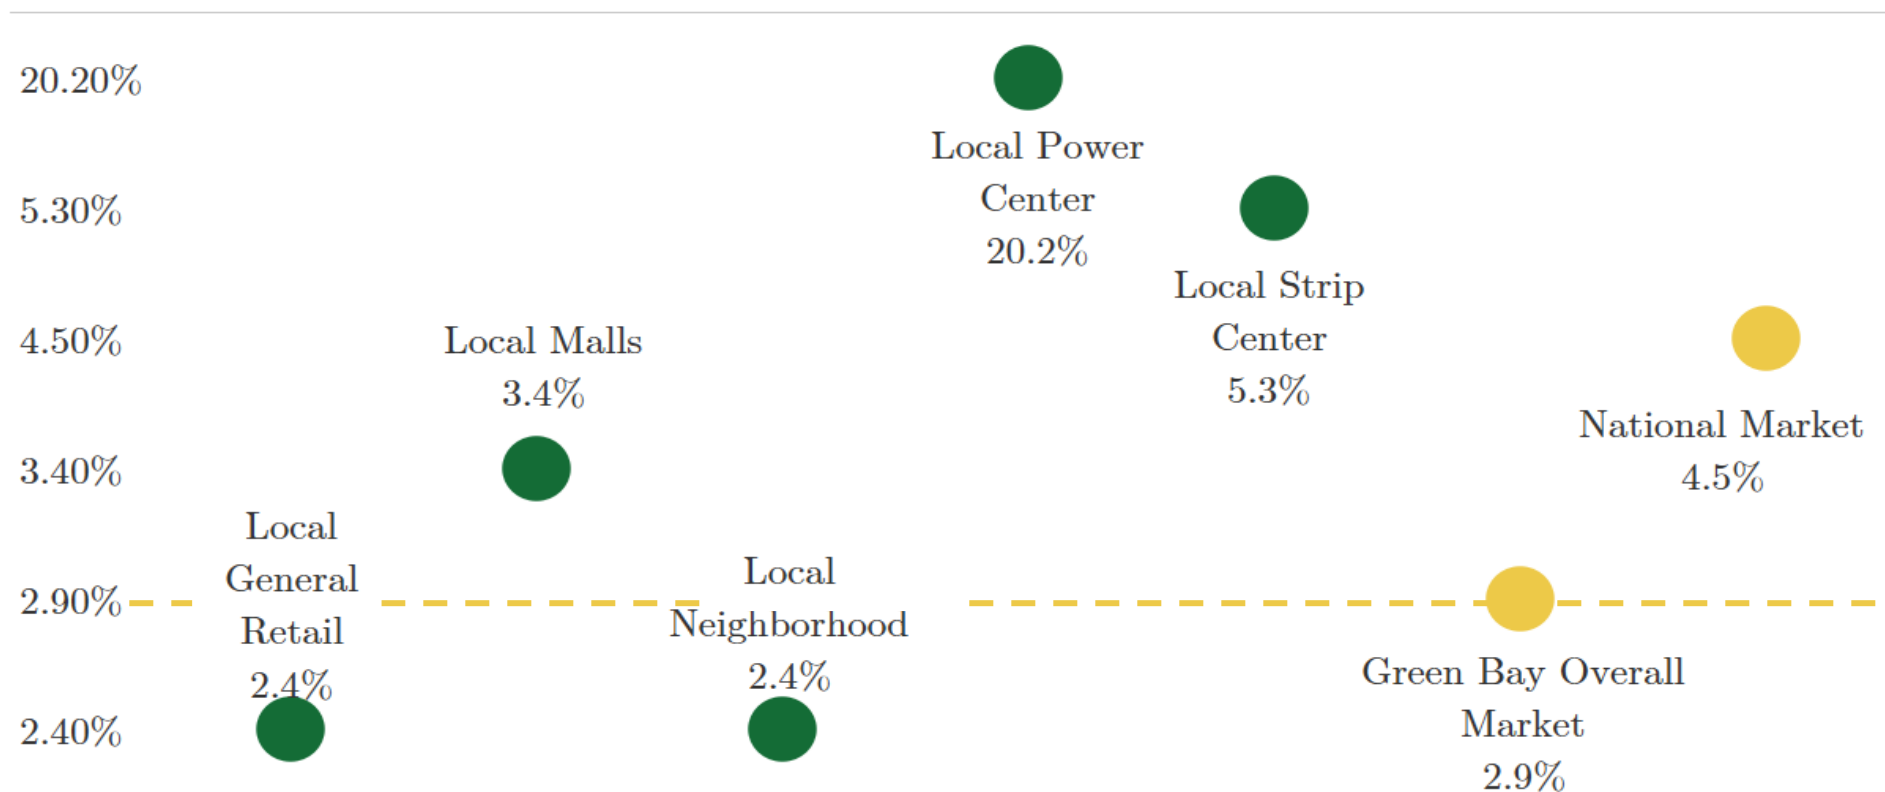 20.20%
5.30%
4.50%
3.40%
2.90%
2.40%
Local
General
Retail
2.4%
Local Malls
3.4%
Local
Neighborhood
2.4%
Local Power
Center
20.2%
Local Strip
Center
5.3%
Green Bay Overall
Market
2.9%
National Market
4.5%